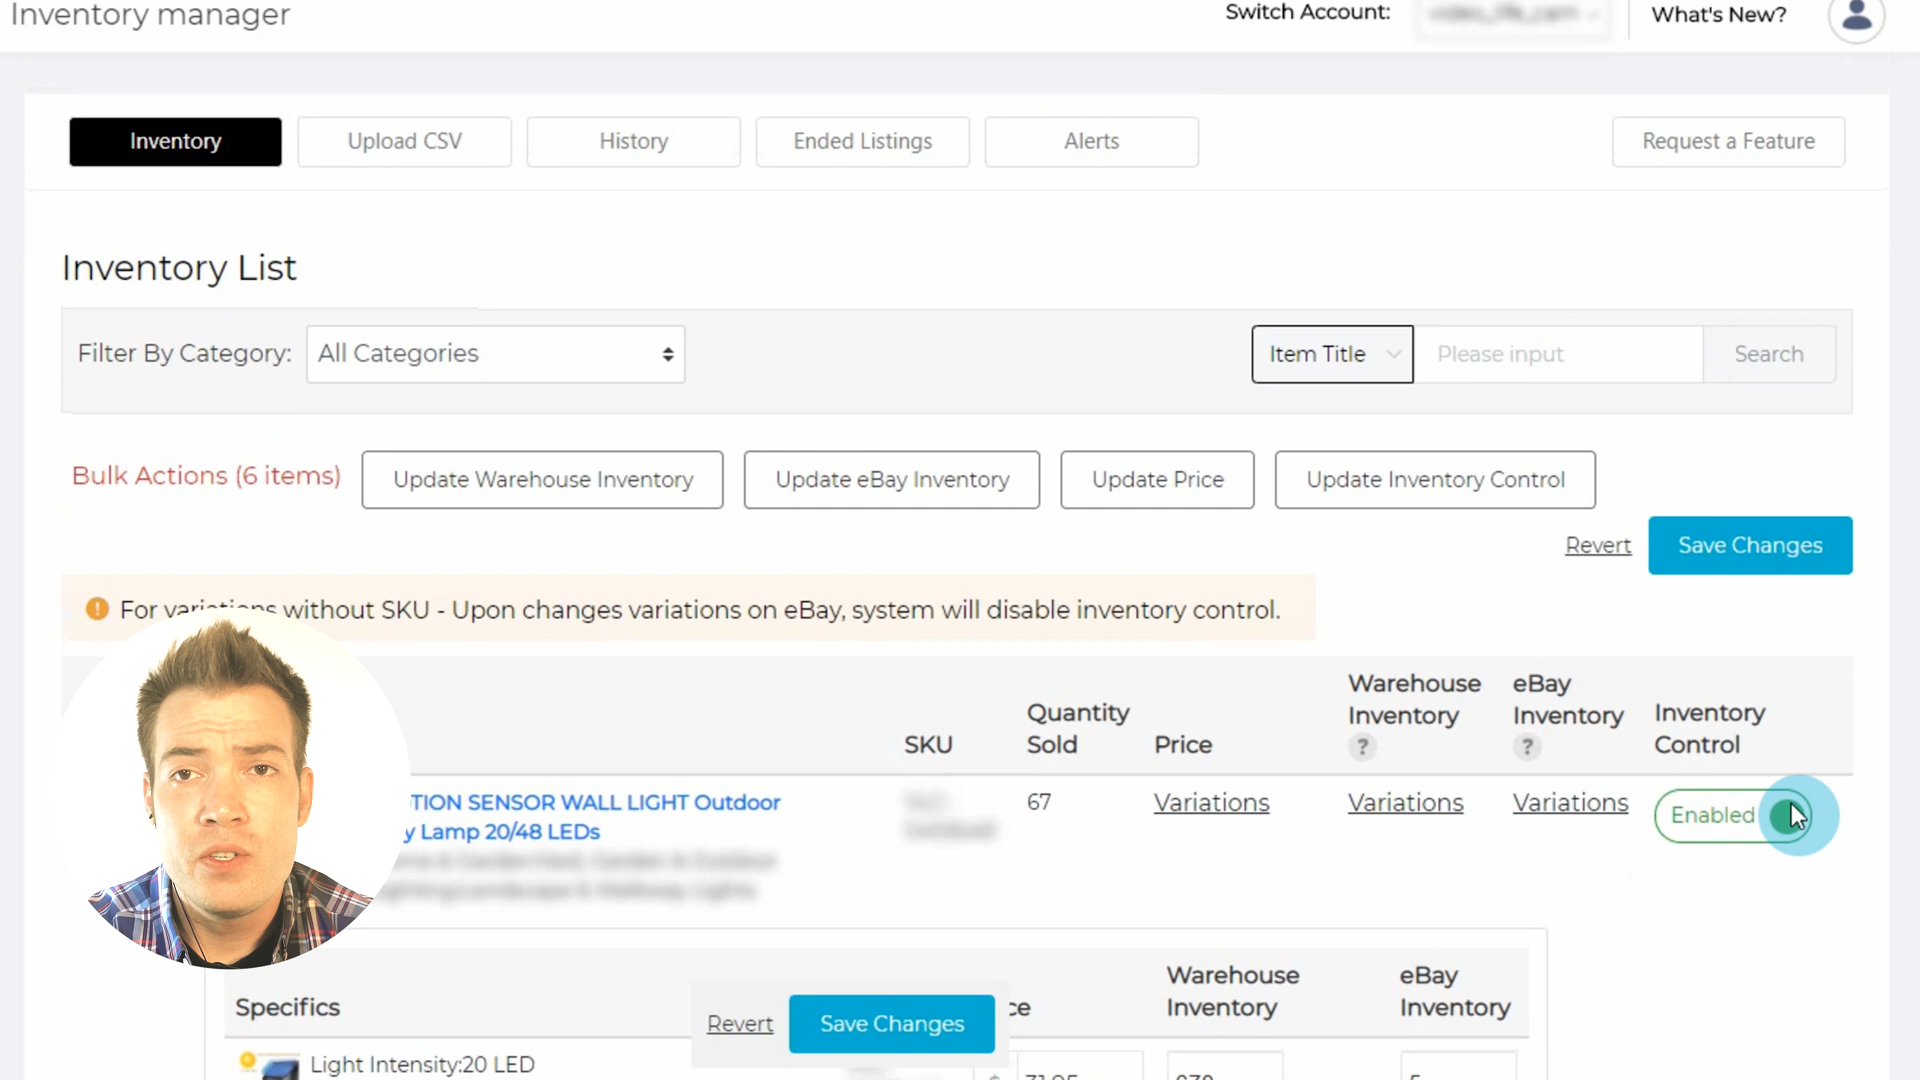 Inventory manager
Switch Account:
What's New?
Inventory
Upload CSV
History
Ended Listings
Alerts
Request a Feature
Inventory List
Filter By Category:
All Categories
Item Title
Please input
Search
Bulk Actions (6 items)
Update Warehouse Inventory
Update eBay Inventory
Update Price
Update Inventory Control
Revert
Save Changes
For variations without SKU - Upon changes variations on eBay, system will disable inventory control.
SKU
Quantity
Sold
Price
Warehouse
Inventory
?
eBay
Inventory
?
Inventory
Control
TION SENSOR WALL LIGHT Outdoor
y Lamp 20/48 LEDs
67
Variations
Variations
Variations
Enabled
Specifics
Revert
Save Changes
ce
Warehouse
Inventory
eBay
Inventory
Light Intensity:20 LED